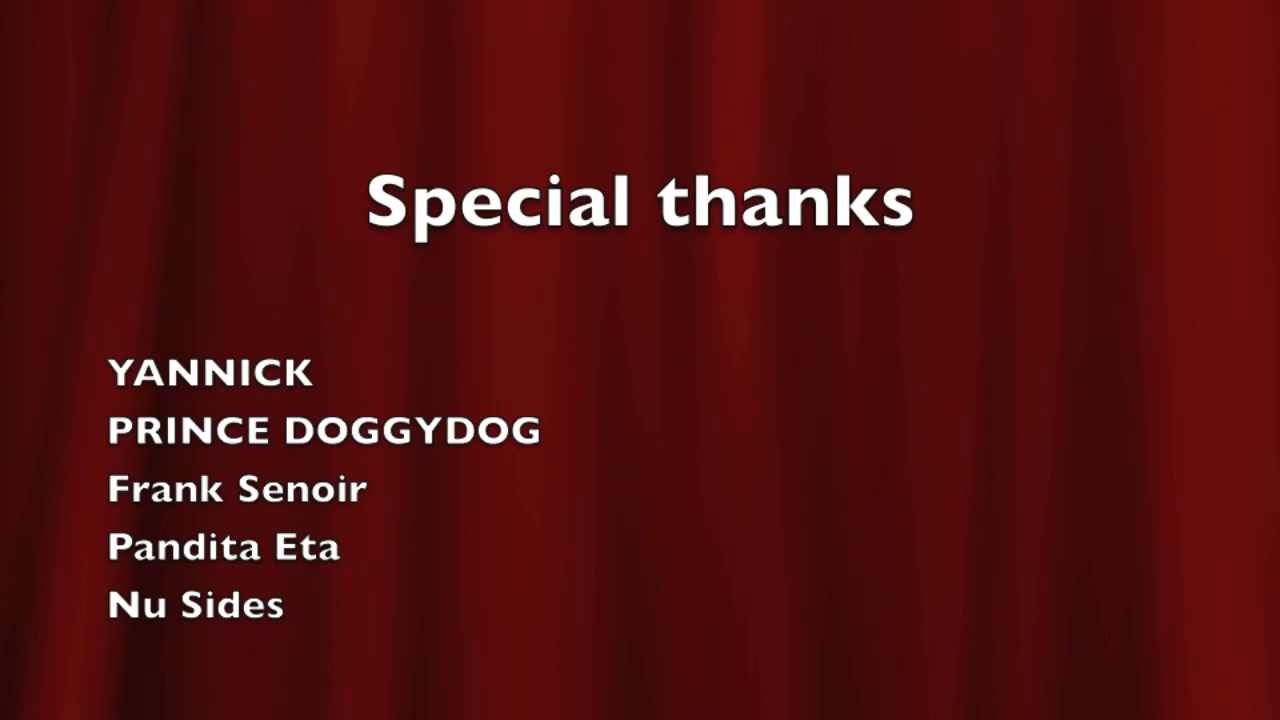 Special thanks
YANNICK
PRINCE DOGGYDOG
Frank Senoir
Pandita Eta
Nu Sides